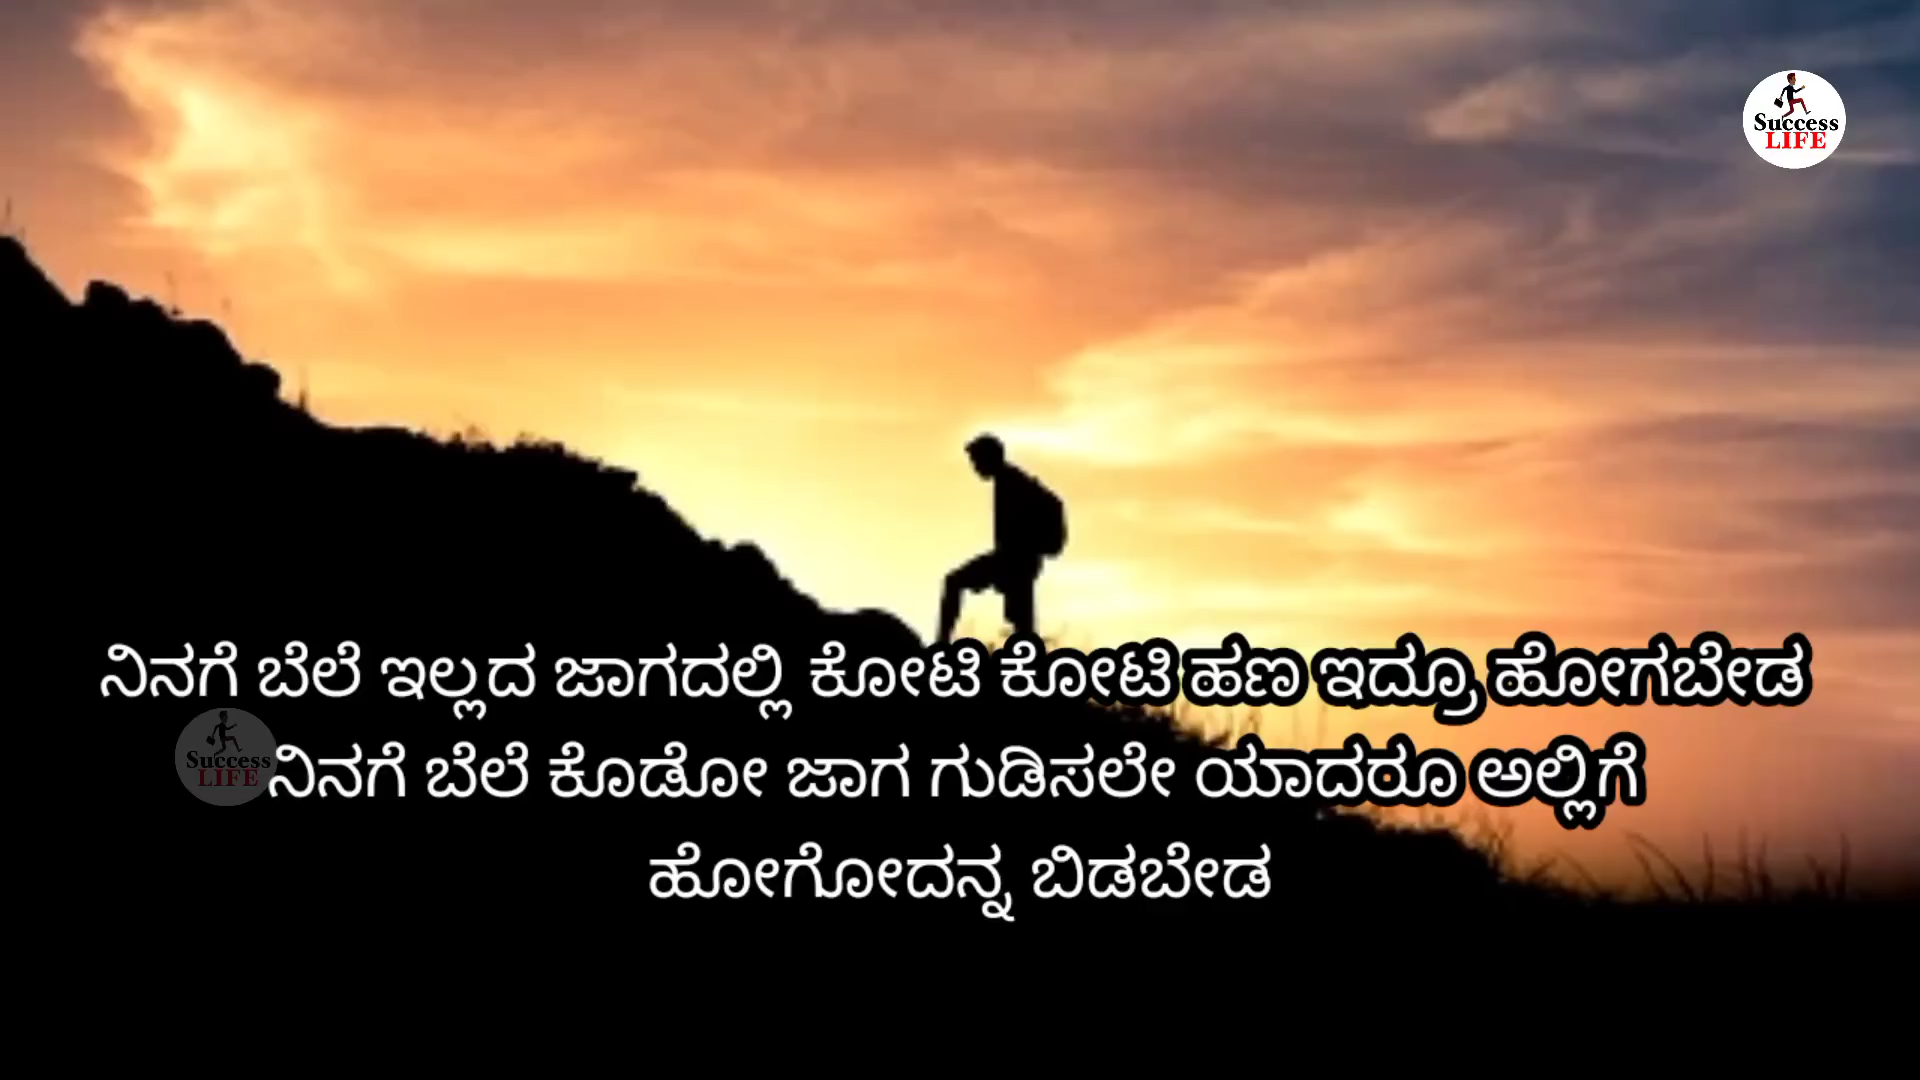 Success
LIFE
ನಿನಗೆ ಬೆಲೆ ಇಲ್ಲದ ಜಾಗದಲ್ಲಿ ಕೋಟಿ ಕೋಟಿ ಹಣ ಇದ್ರೂ ಹೋಗಬೇಡ
Success
LIFE
ನಿನಗೆ ಬೆಲೆ ಕೊಡೋ ಜಾಗ ಗುಡಿಸಲೇ ಯಾದರೂ ಅಲ್ಲಿಗೆ
ಹೋಗೋದನ್ನ ಬಿಡಬೇಡ